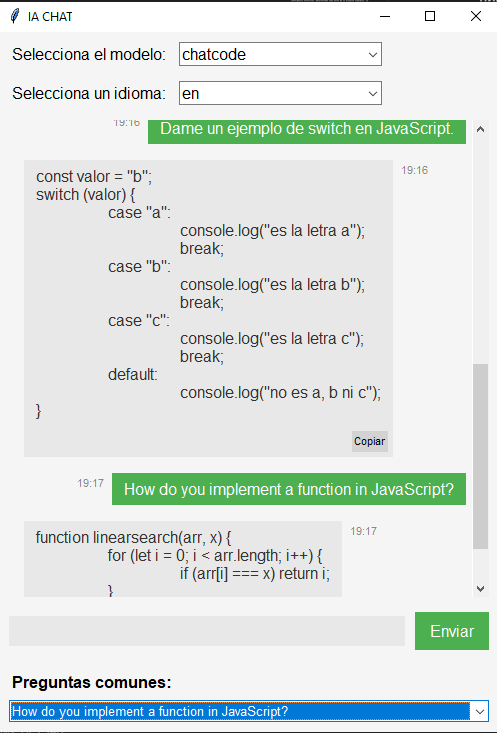 IA CHAT
Selecciona el modelo: chatcode
Selecciona un idioma: en
19:16 Dame un ejemplo de switch en JavaScript.
const valor = "b"; 19:16
switch (valor) {
case "a":
console.log("es la letra a");
break;
case "b":
console.log("es la letra b");
break;
case "c":
console.log("es la letra c");
break;
default:
console.log("no es a, b ni c");
}
Copiar
19:17 How do you implement a function in JavaScript?
function linearsearch(arr, x) { 19:17
for (let i = 0; i < arr.length; i++) {
if (arr[i] === x) return i;
}
Enviar
Preguntas comunes:
How do you implement a function in JavaScript?